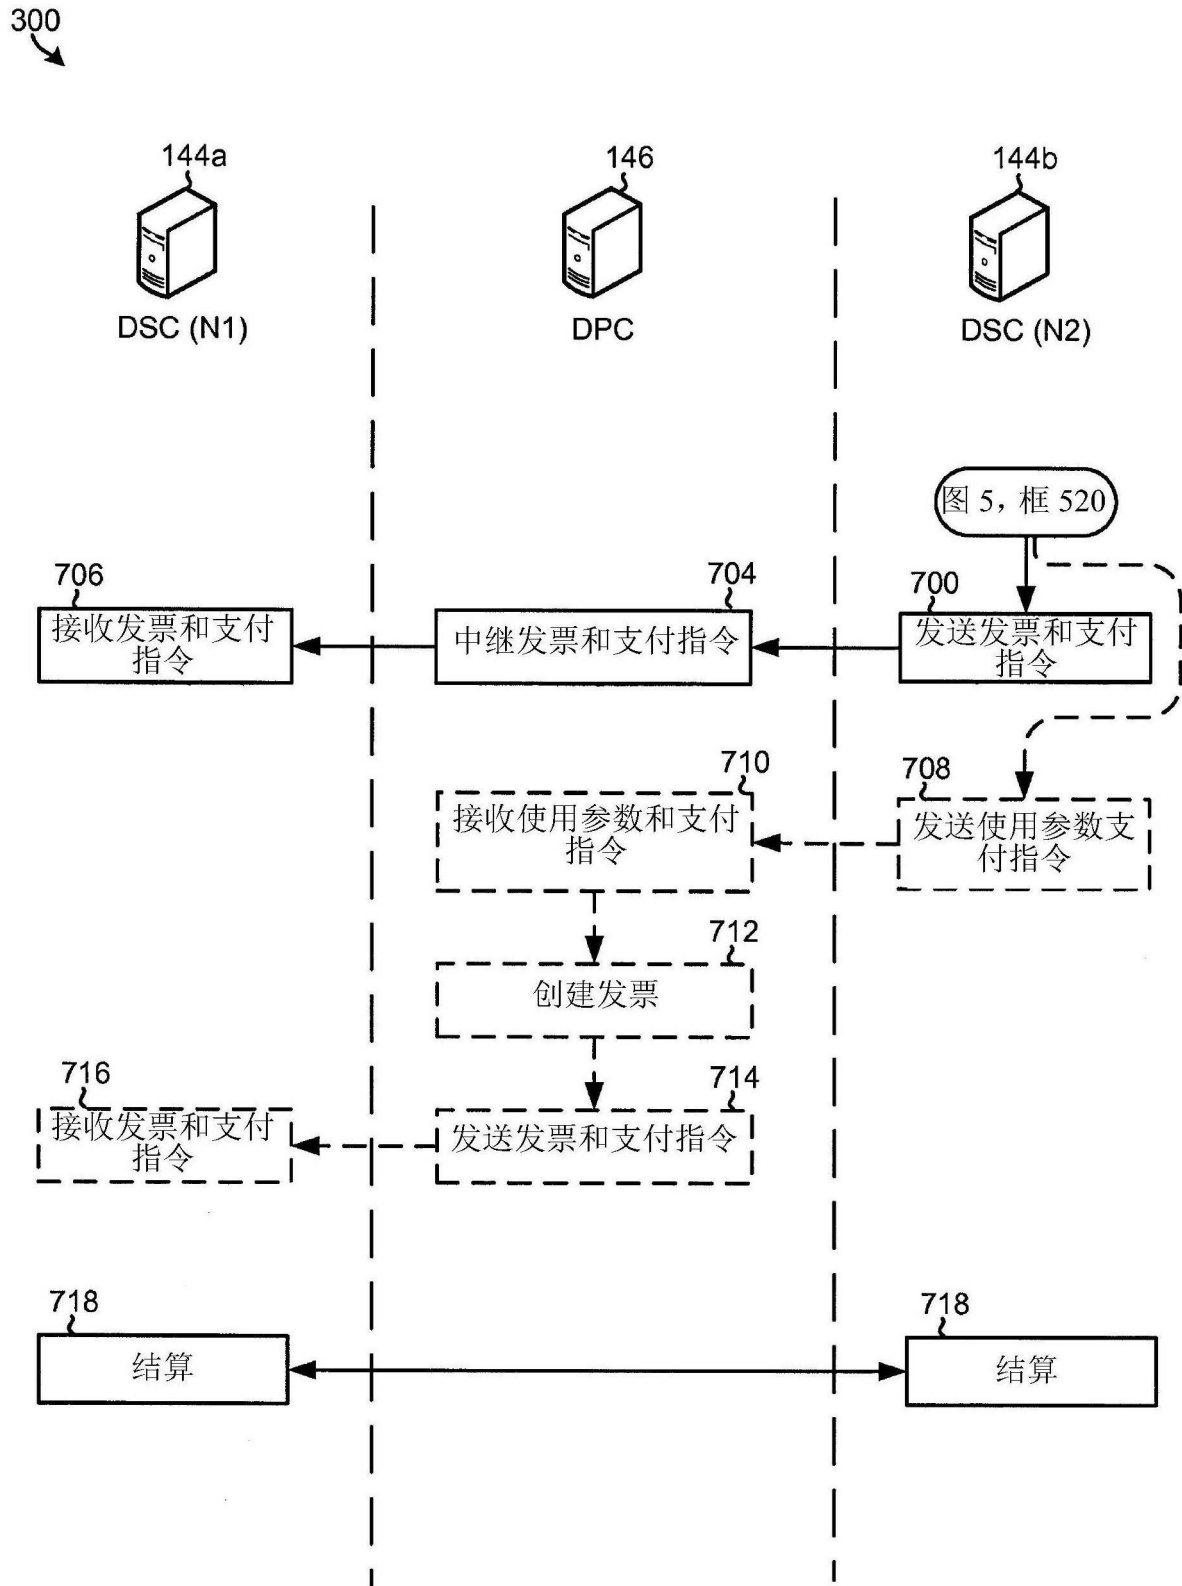 300
144a
146
144b
DSC (N1)
DPC
DSC (N2)
图 5，框 520
706
704
700
接收发票和支付
指令
中继发票和支付指令
发送发票和支付
指令
710
708
接收使用参数和支付
指令
发送使用参数支
付指令
712
创建发票
716
714
接收发票和支付
指令
发送发票和支付指令
718
718
结算
结算